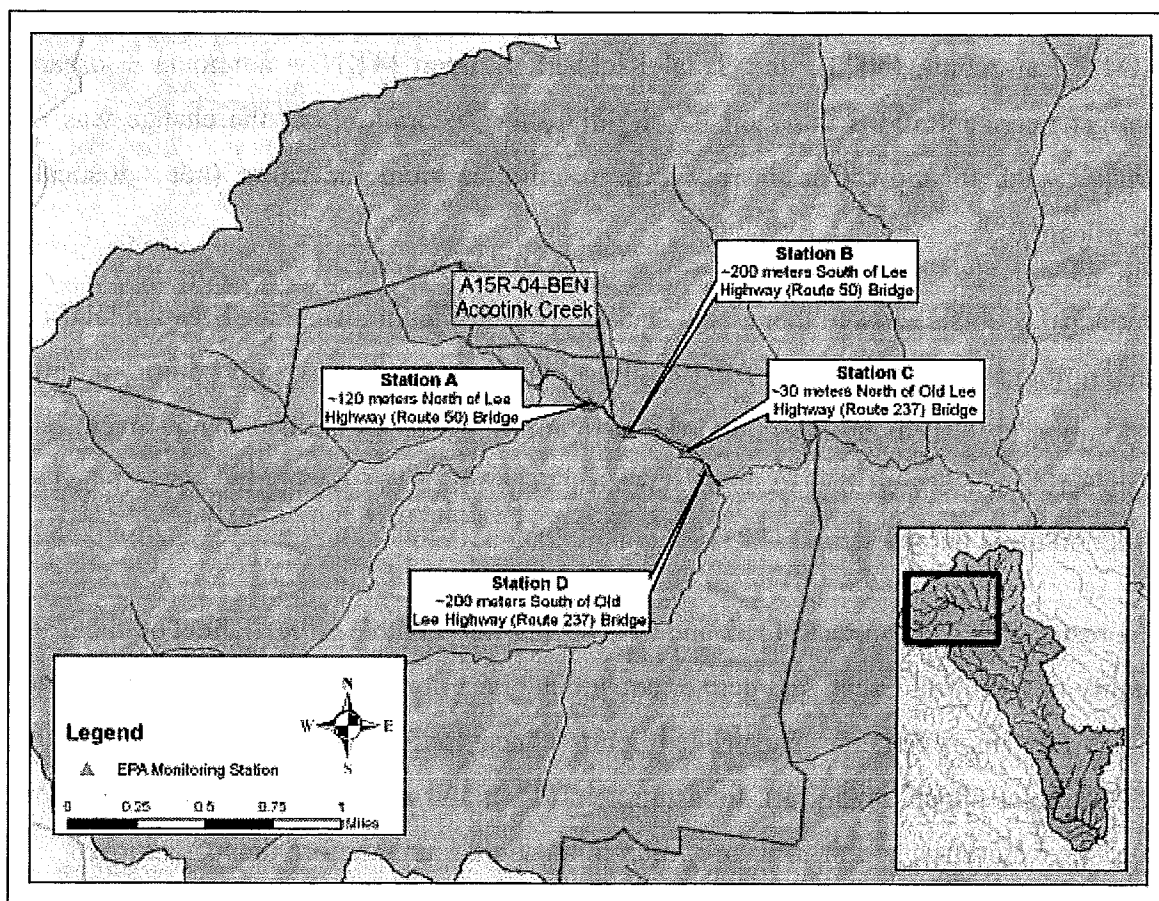 Station B
~200 meters South of Lee
Highway (Route 50) Bridge
A15R-04-BEN
Accotink Creek
Station A
~120 meters North of Lee
Highway (Route 50) Bridge
Station C
~30 meters North of Old Lee
Highway (Route 237) Bridge
Station D
~200 meters South of Old
Lee Highway (Route 237) Bridge
N
W
E
S
Legend
EPA Monitoring Station
0 0.25 0.5 0.75 1
Miles